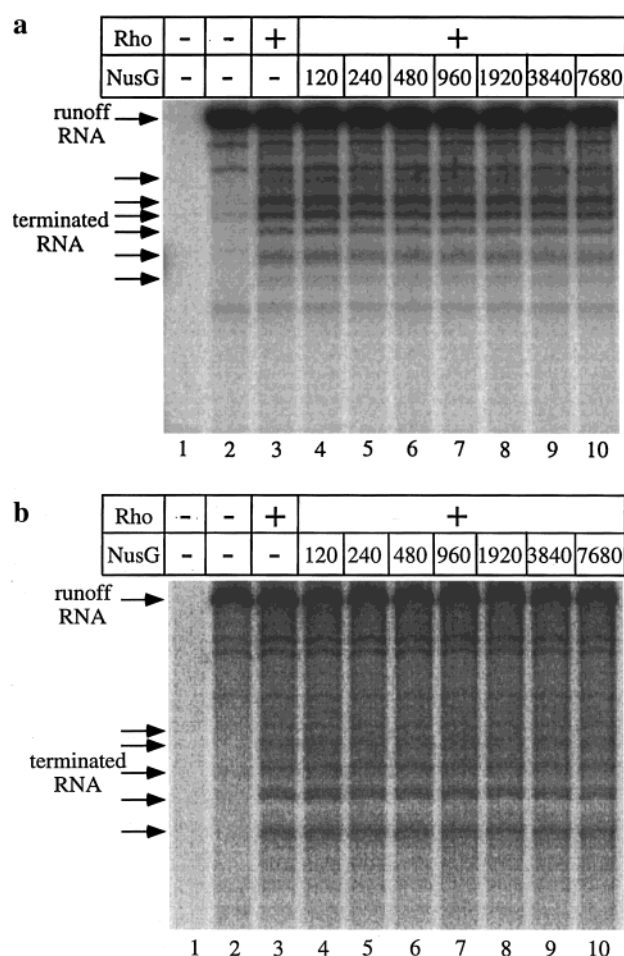 a
Rho - - + +
NusG - - - 120 240 480 960 1920 3840 7680
runoff
RNA
terminated
RNA
1 2 3 4 5 6 7 8 9 10
b
Rho - - + +
NusG - - - 120 240 480 960 1920 3840 7680
runoff
RNA
terminated
RNA
1 2 3 4 5 6 7 8 9 10